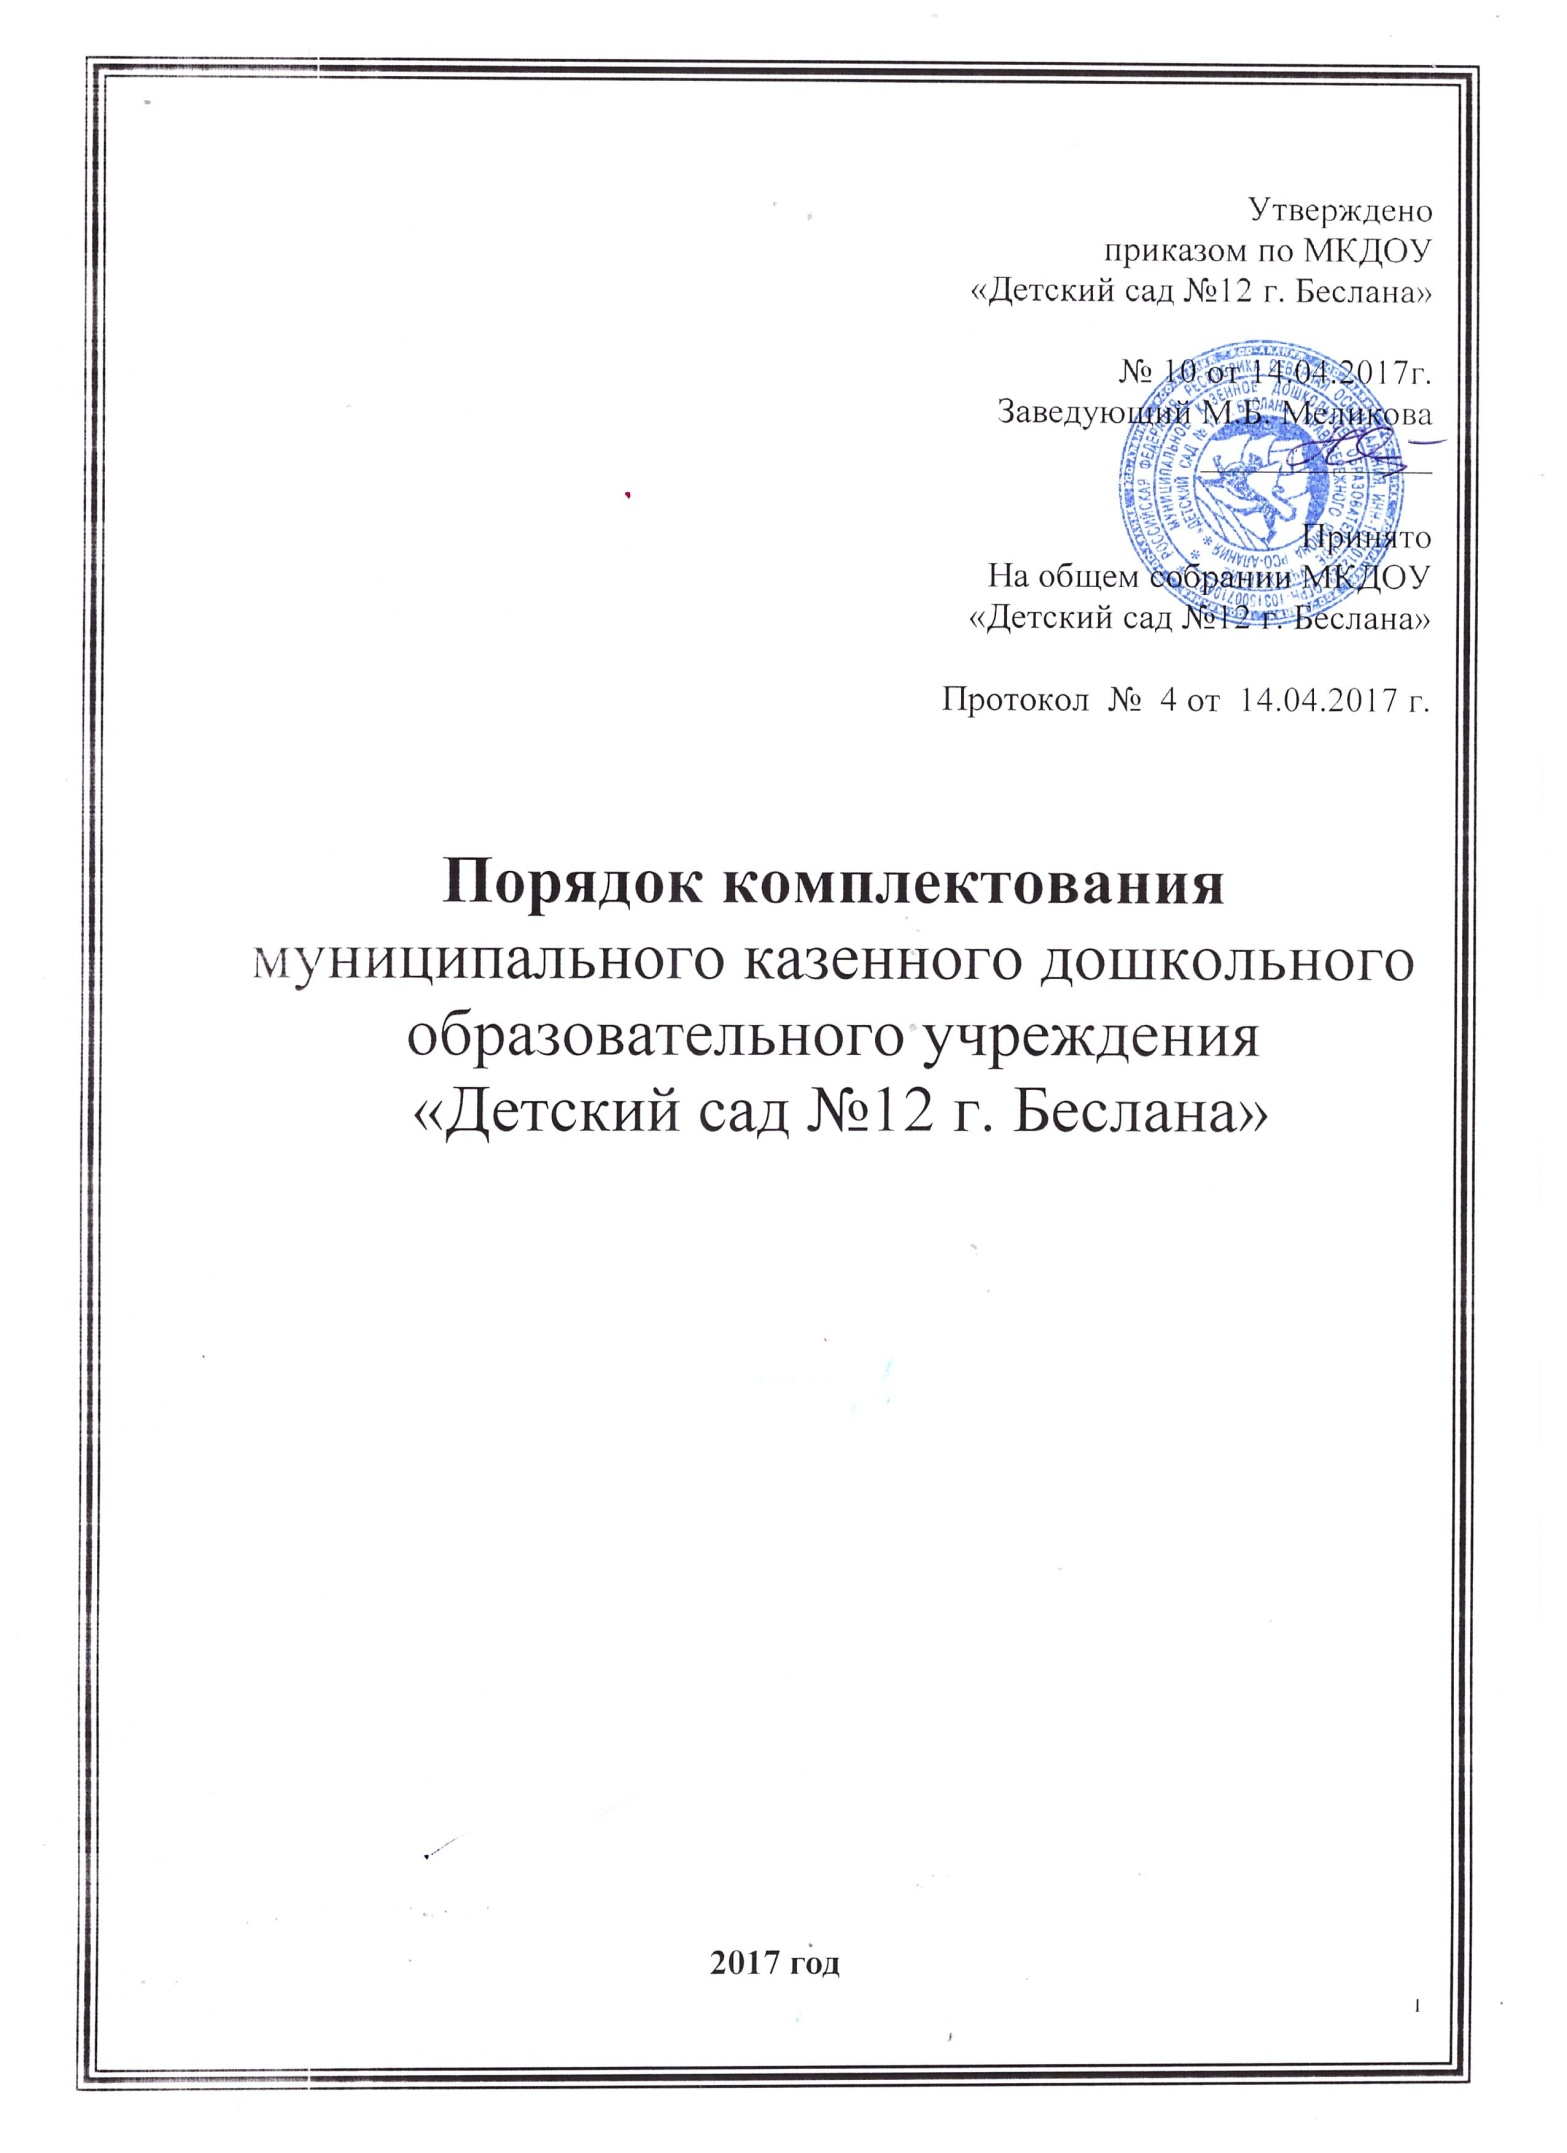 Утверждено
приказом по МКДОУ
«Детский сад №12 г. Беслана»
№ 10 от 14.04.2017г.
Заведующий М.Б. Меликова
Принято
На общем собрании МКДОУ
«Детский сад №12 г. Беслана»
Протокол № 4 от 14.04.2017 г.
Порядок комплектования
муниципального казенного дошкольного
образовательного учреждения
«Детский сад №12 г. Беслана»
2017 год
1